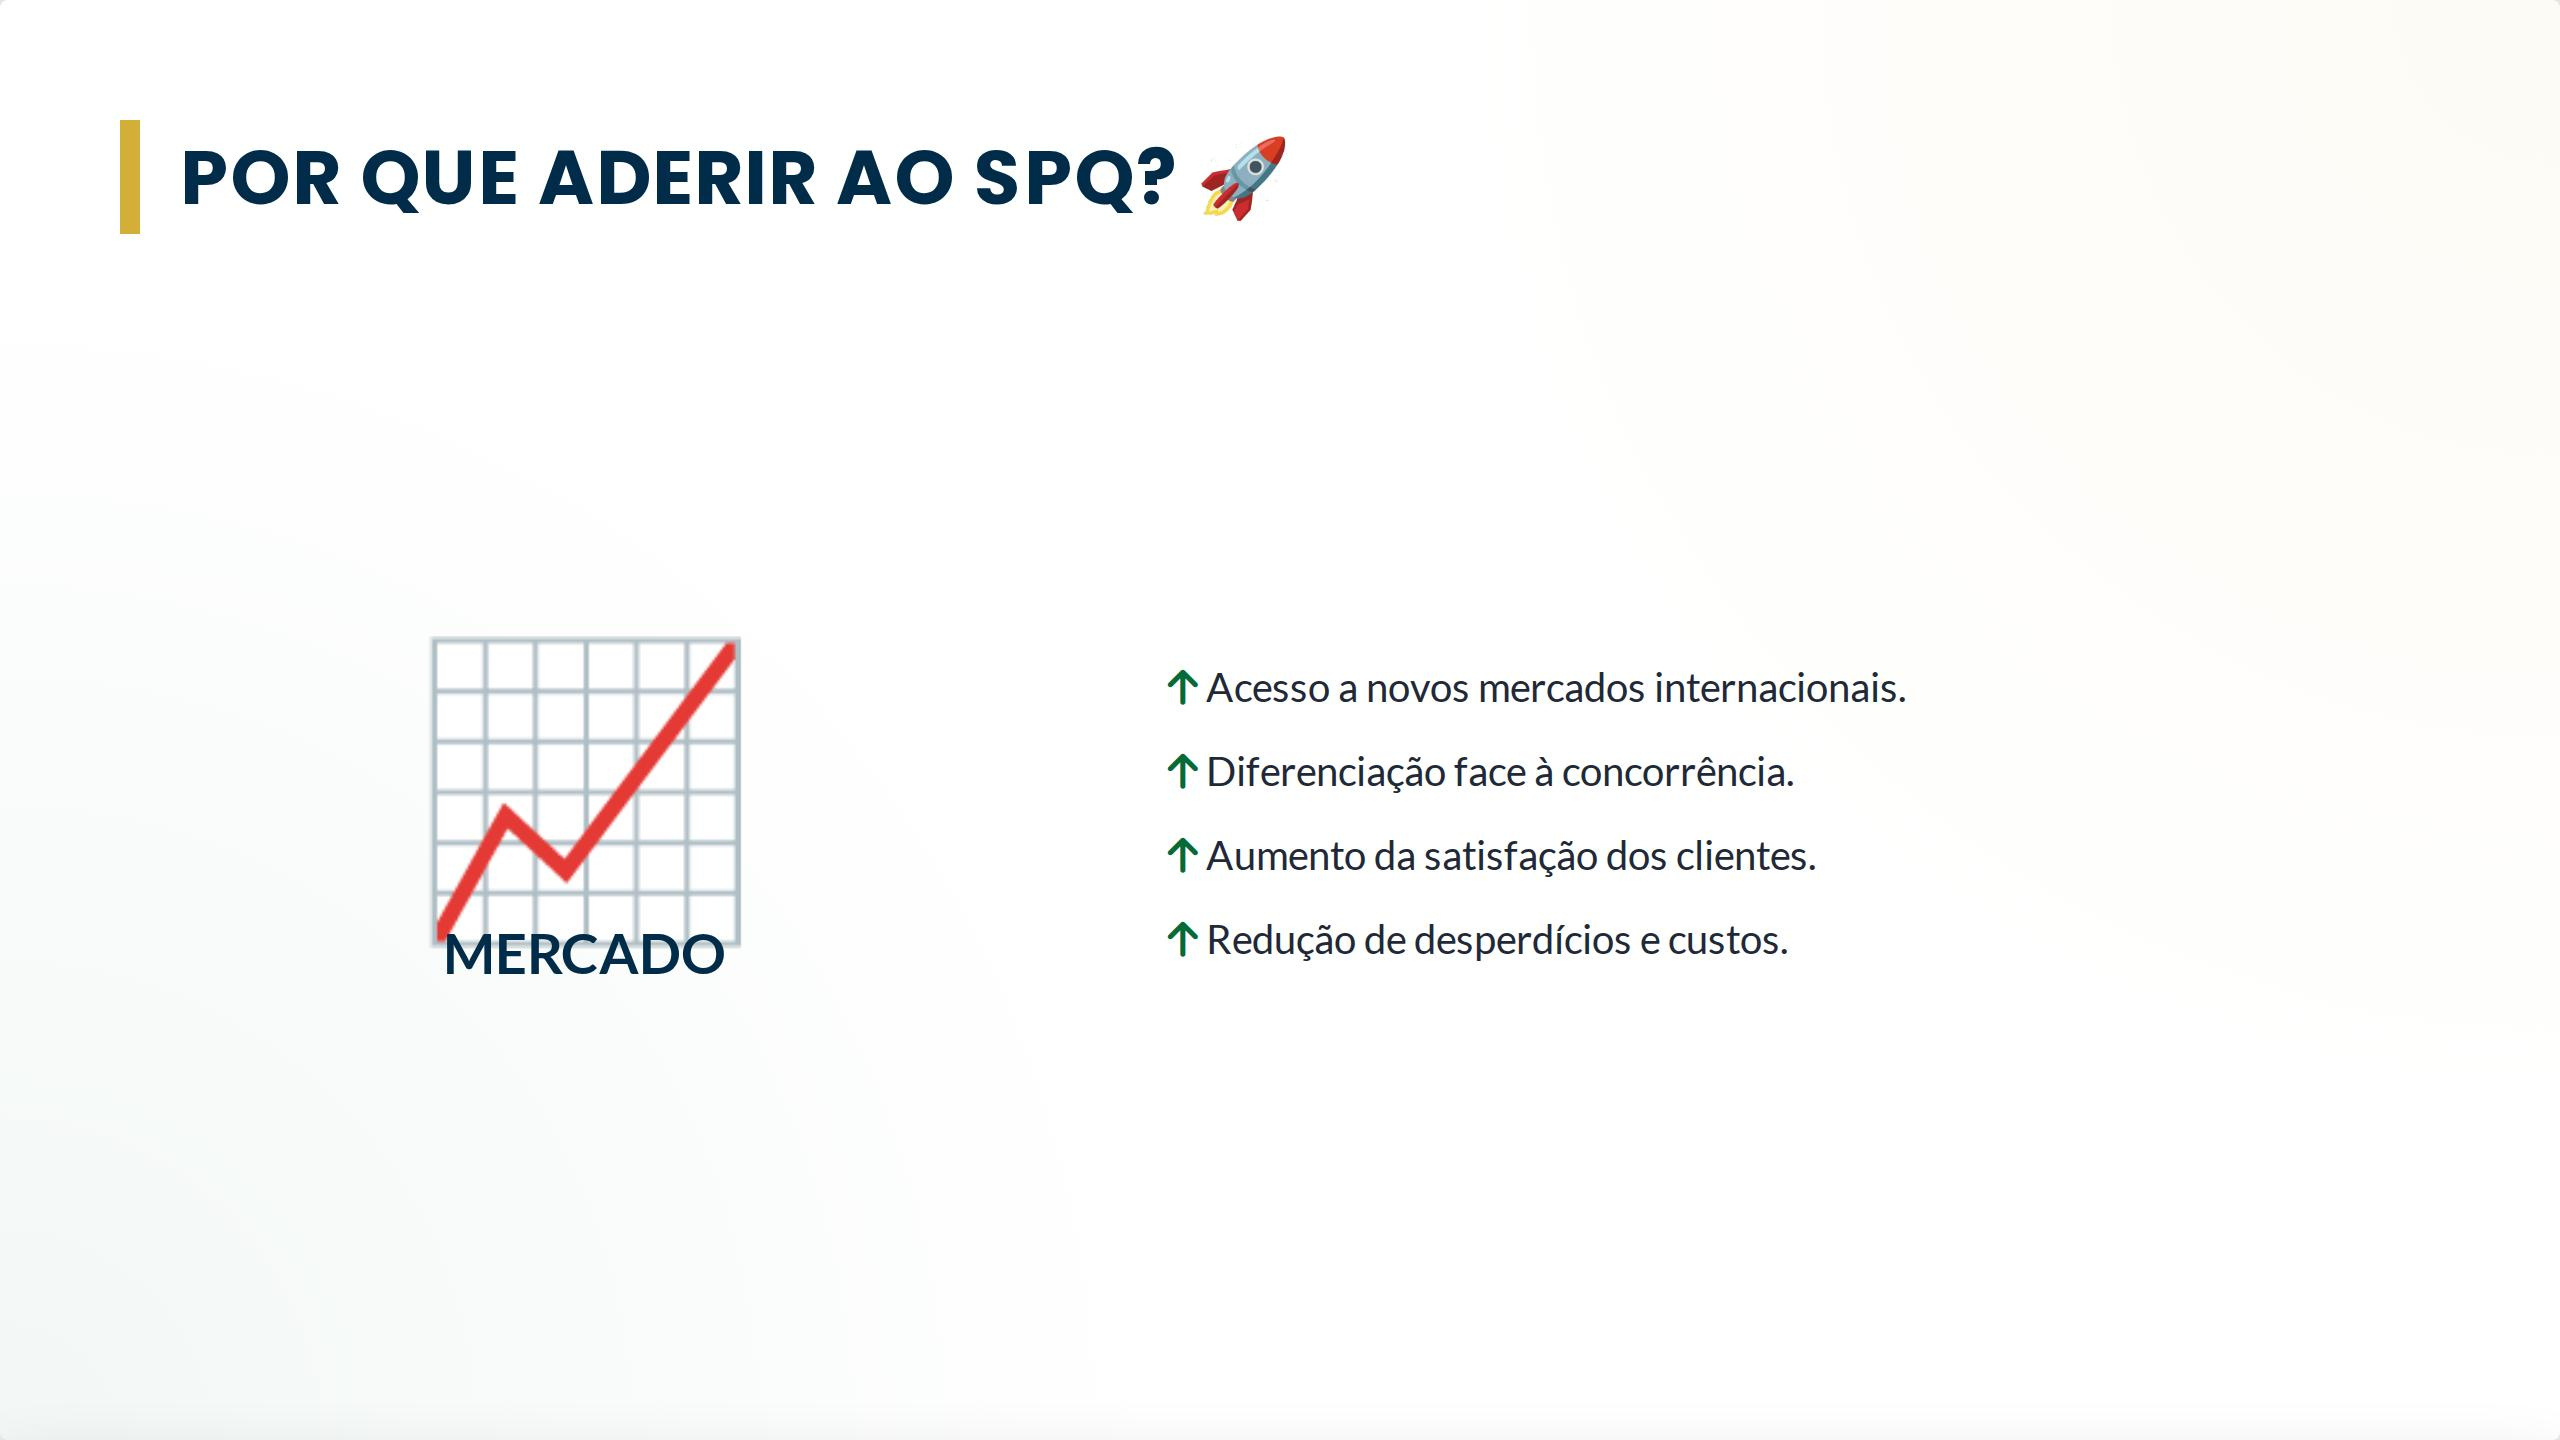 POR QUE ADERIR AO SPQ? 🚀
MERCADO
↑ Acesso a novos mercados internacionais.
↑ Diferenciação face à concorrência.
↑ Aumento da satisfação dos clientes.
↑ Redução de desperdícios e custos.